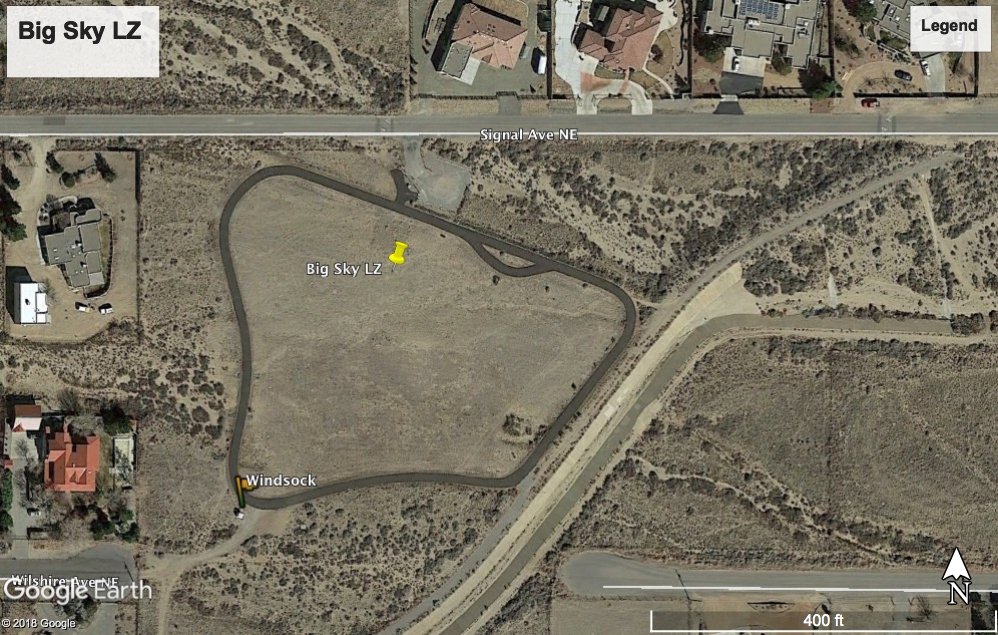 Big Sky LZ
Legend
Signal Ave NE
Big Sky LZ
Windsock
Wilshire Ave NE
Google Earth
N
© 2018 Google
400 ft